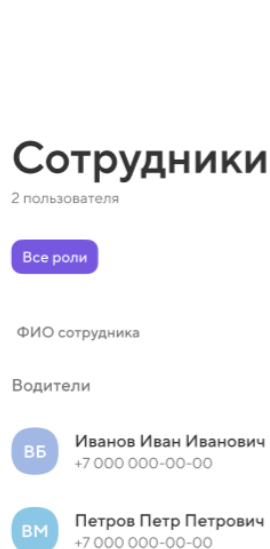 Сотрудники
2 пользователя
Все роли
ФИО сотрудника
Водители
ВБ
Иванов Иван Иванович
+7 000 000-00-00
ВМ
Петров Петр Петрович
+7 000 000-00-00